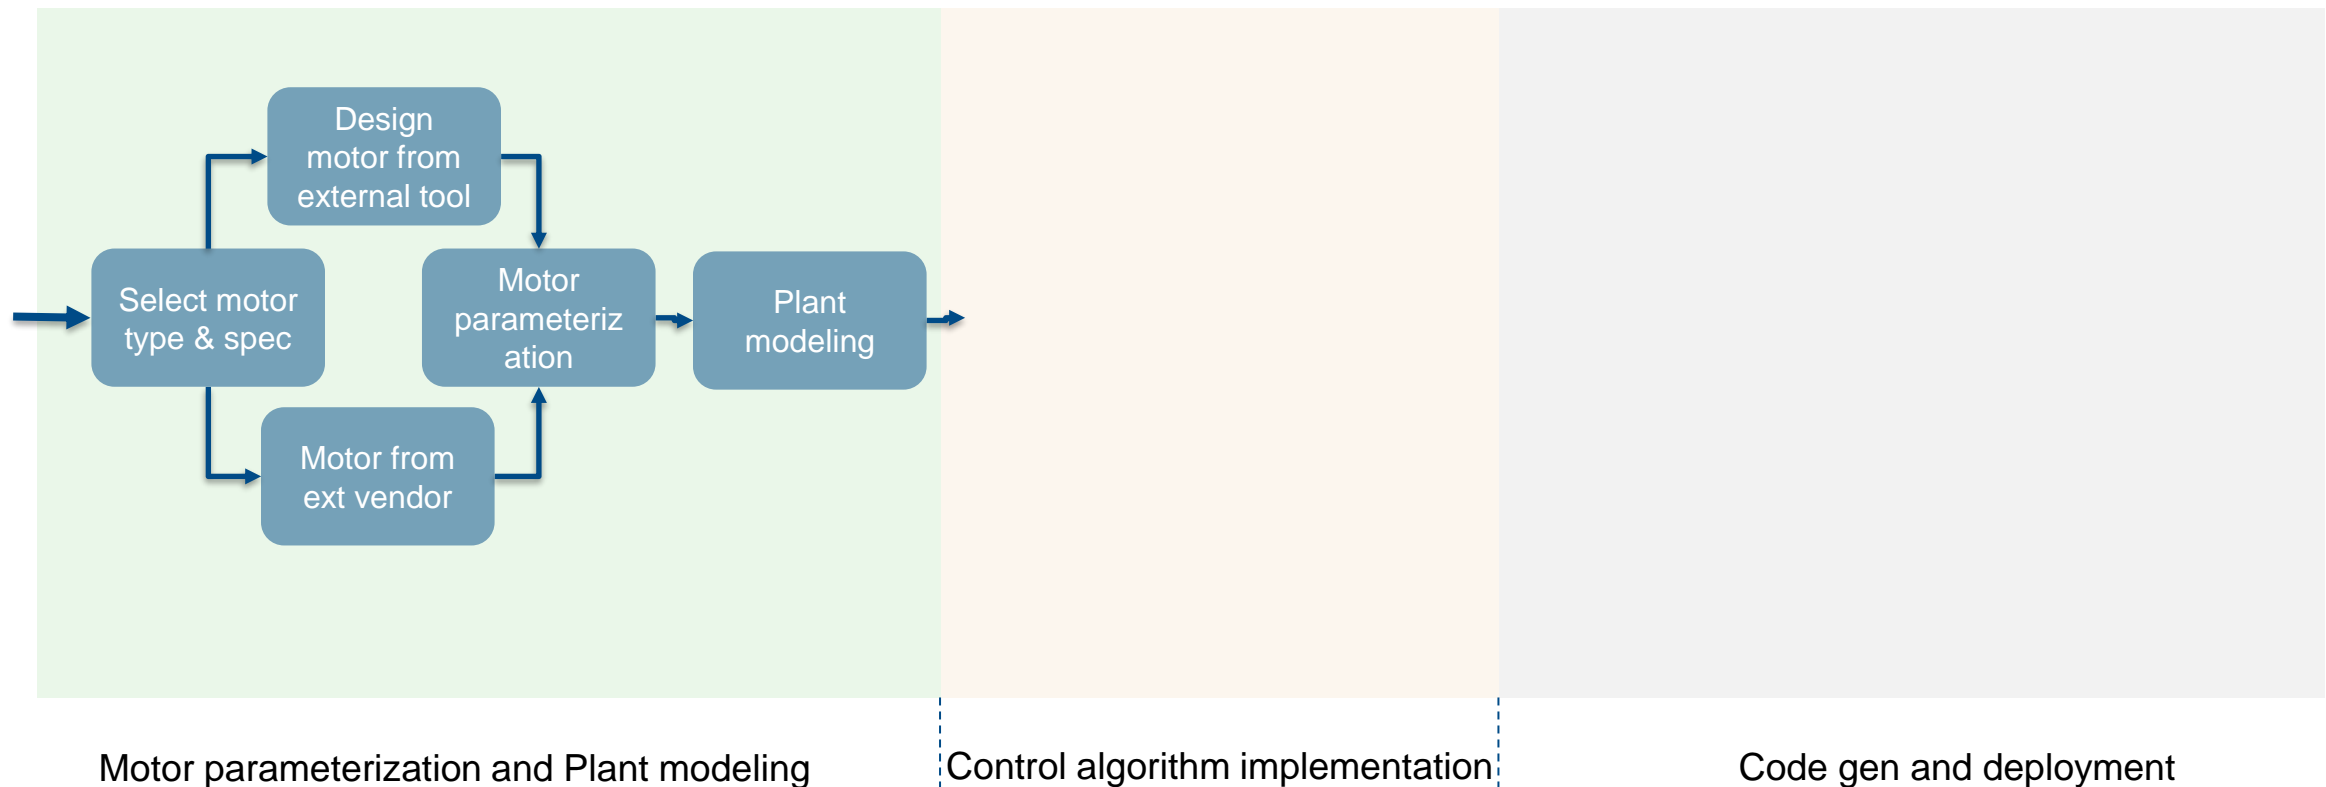 Design
motor from
external tool
Select motor
type & spec
Motor
parameteriz
ation
Plant
modeling
Motor from
ext vendor
Motor parameterization and Plant modeling
Control algorithm implementation
Code gen and deployment